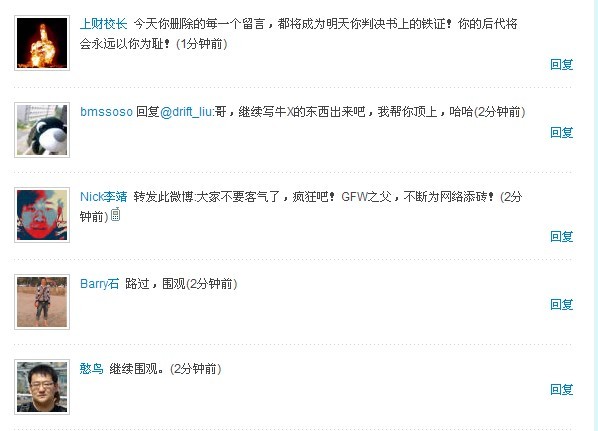 上财校长 今天你删除的每一个留言，都将成为明天你判决书上的铁证！你的后代将
会永远以你为耻！(1分钟前)
回复
bmssoso 回复@drift_liu:哥，继续写牛X的东西出来吧，我帮你顶上，哈哈(2分钟前)
回复
Nick李靖 转发此微博:大家不要客气了，疯狂吧！GFW之父，不断为网络添砖！(2分
钟前)
回复
Barry石 路过，围观(2分钟前)
回复
憨鸟 继续围观。(2分钟前)
回复